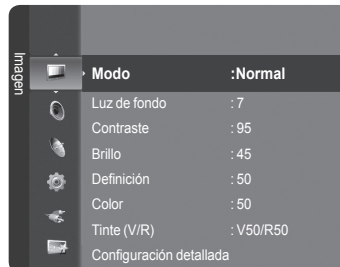 Imagen
Modo :Normal
Luz de fondo : 7
Contraste : 95
Brillo : 45
Definición : 50
Color : 50
Tinte (V/R) : V50/R50
Configuración detallada